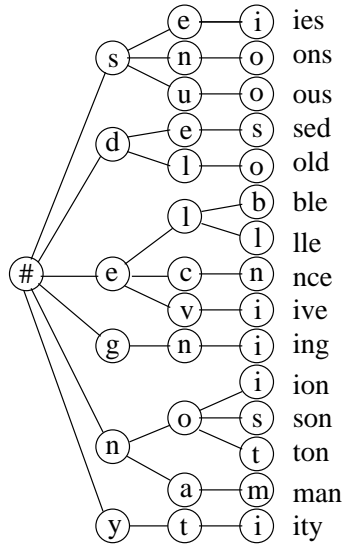 e i ies
s n o ons
u o ous
d e s sed
l o old
b ble
l l lle
# e c n nce
v i ive
g n i ing
i ion
o s son
n t ton
a m man
y t i ity